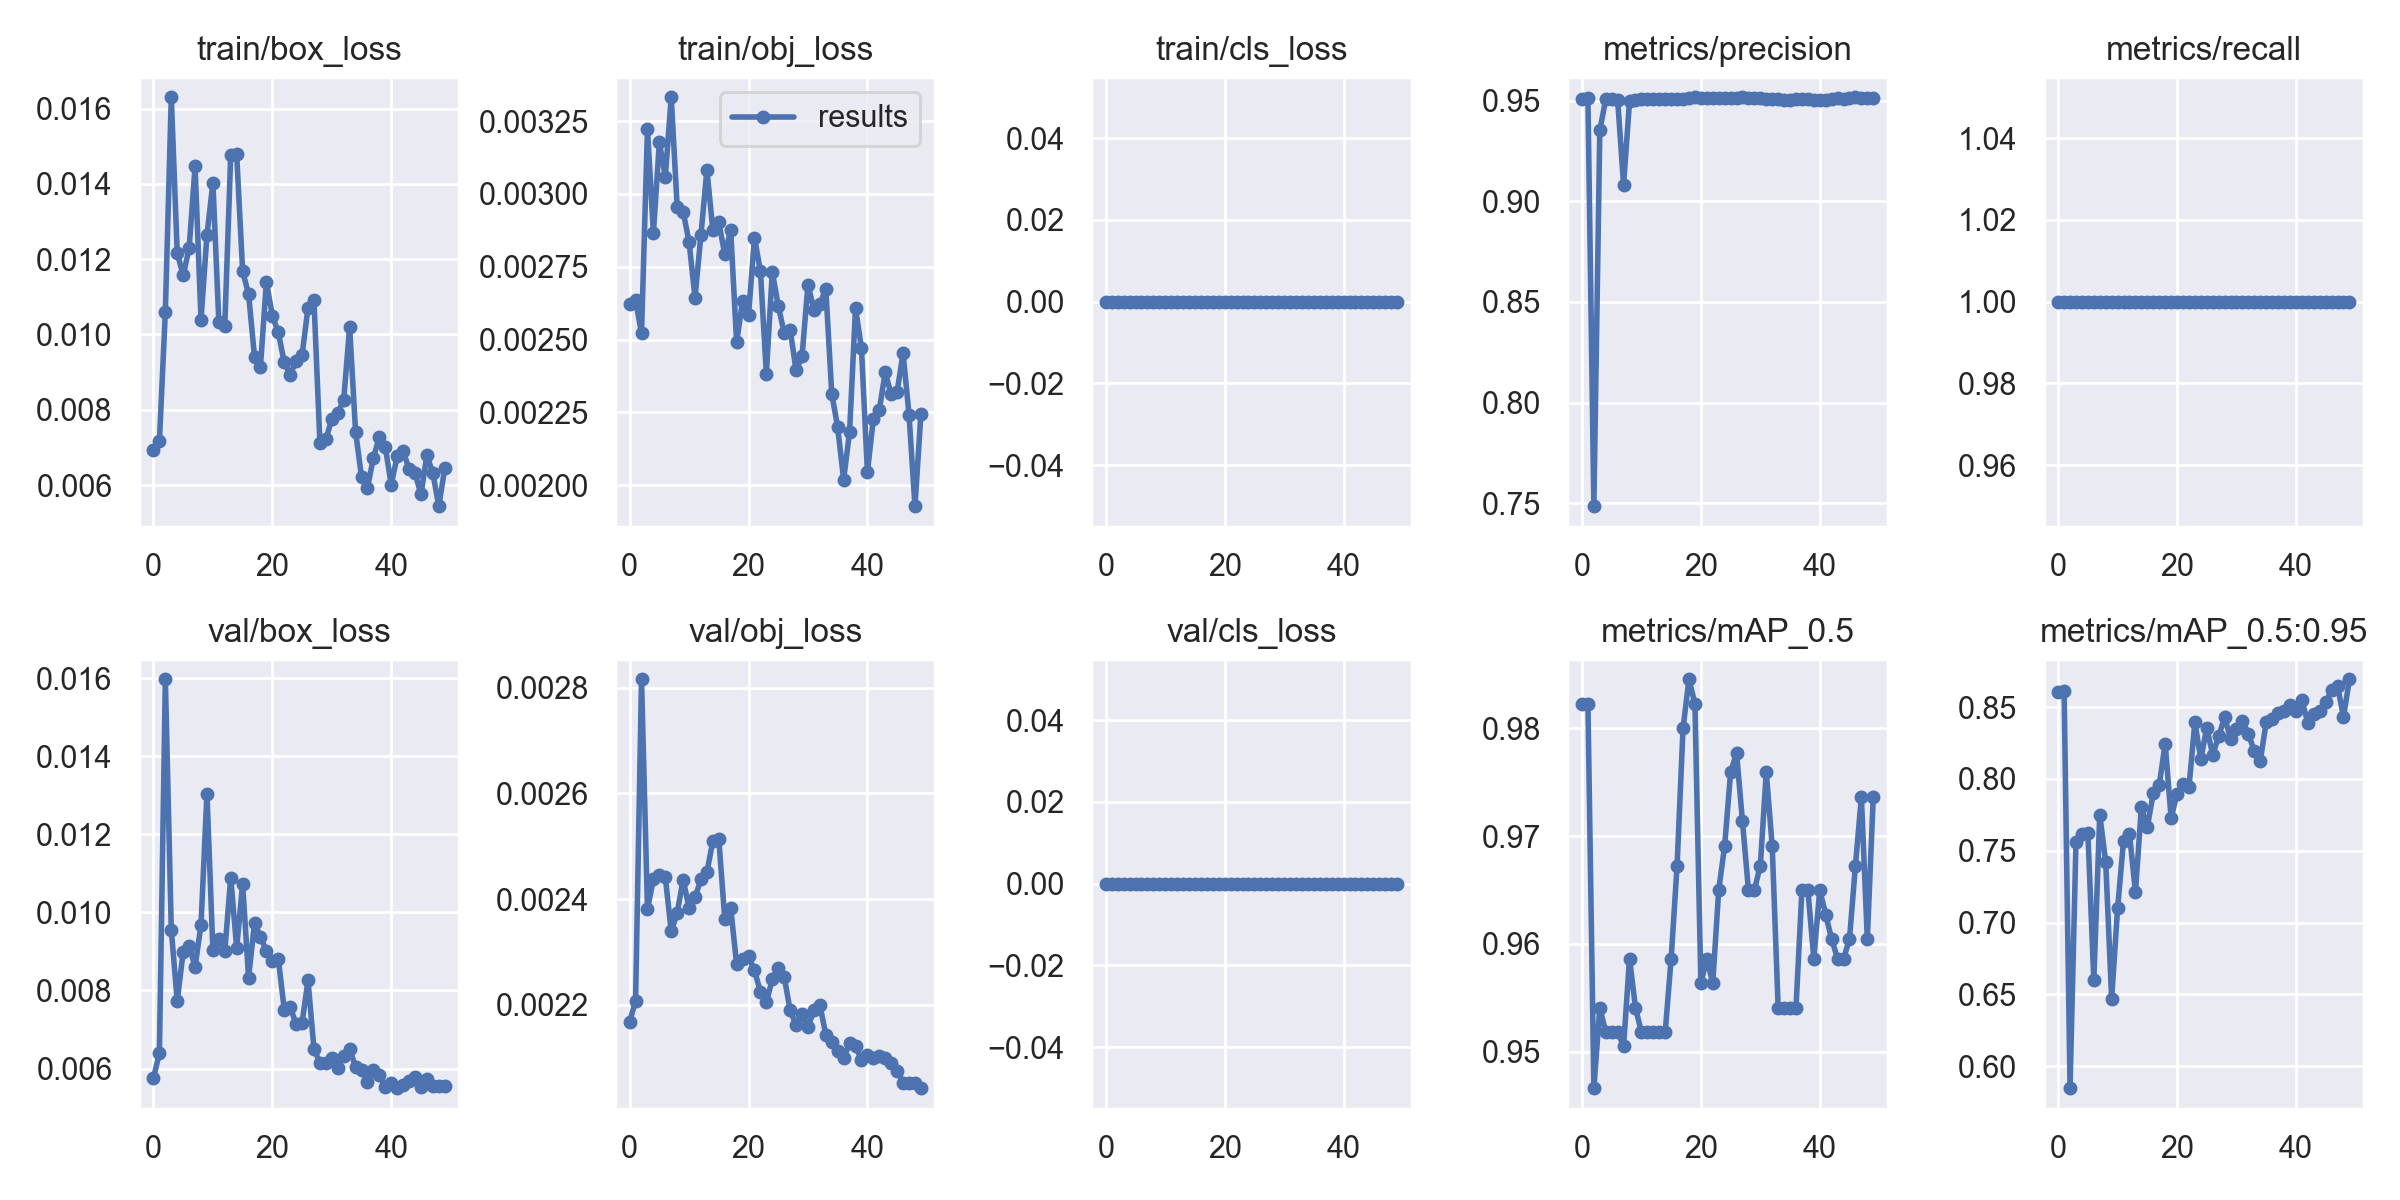 train/box_loss
0.016
0.014
0.012
0.010
0.008
0.006
0 20 40
train/obj_loss
results
0.00325
0.00300
0.00275
0.00250
0.00225
0.00200
0 20 40
train/cls_loss
0.04
0.02
0.00
−0.02
−0.04
0 20 40
metrics/precision
0.95
0.90
0.85
0.80
0.75
0 20 40
metrics/recall
1.04
1.02
1.00
0.98
0.96
0 20 40
val/box_loss
0.016
0.014
0.012
0.010
0.008
0.006
0 20 40
val/obj_loss
0.0028
0.0026
0.0024
0.0022
0 20 40
val/cls_loss
0.04
0.02
0.00
−0.02
−0.04
0 20 40
metrics/mAP_0.5
0.98
0.97
0.96
0.95
0 20 40
metrics/mAP_0.5:0.95
0.85
0.80
0.75
0.70
0.65
0.60
0 20 40